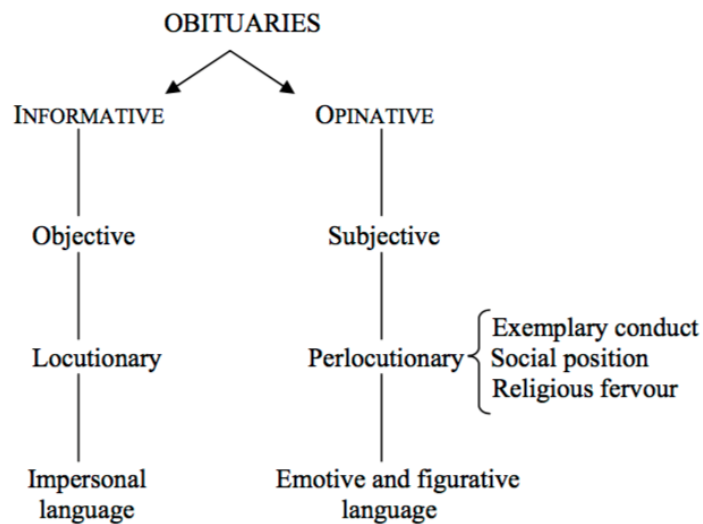 OBITUARIES
INFORMATIVE
OPINATIVE
Objective
Subjective
Locutionary
Perlocutionary
Exemplary conduct
Social position
Religious fervour
Impersonal
language
Emotive and figurative
language